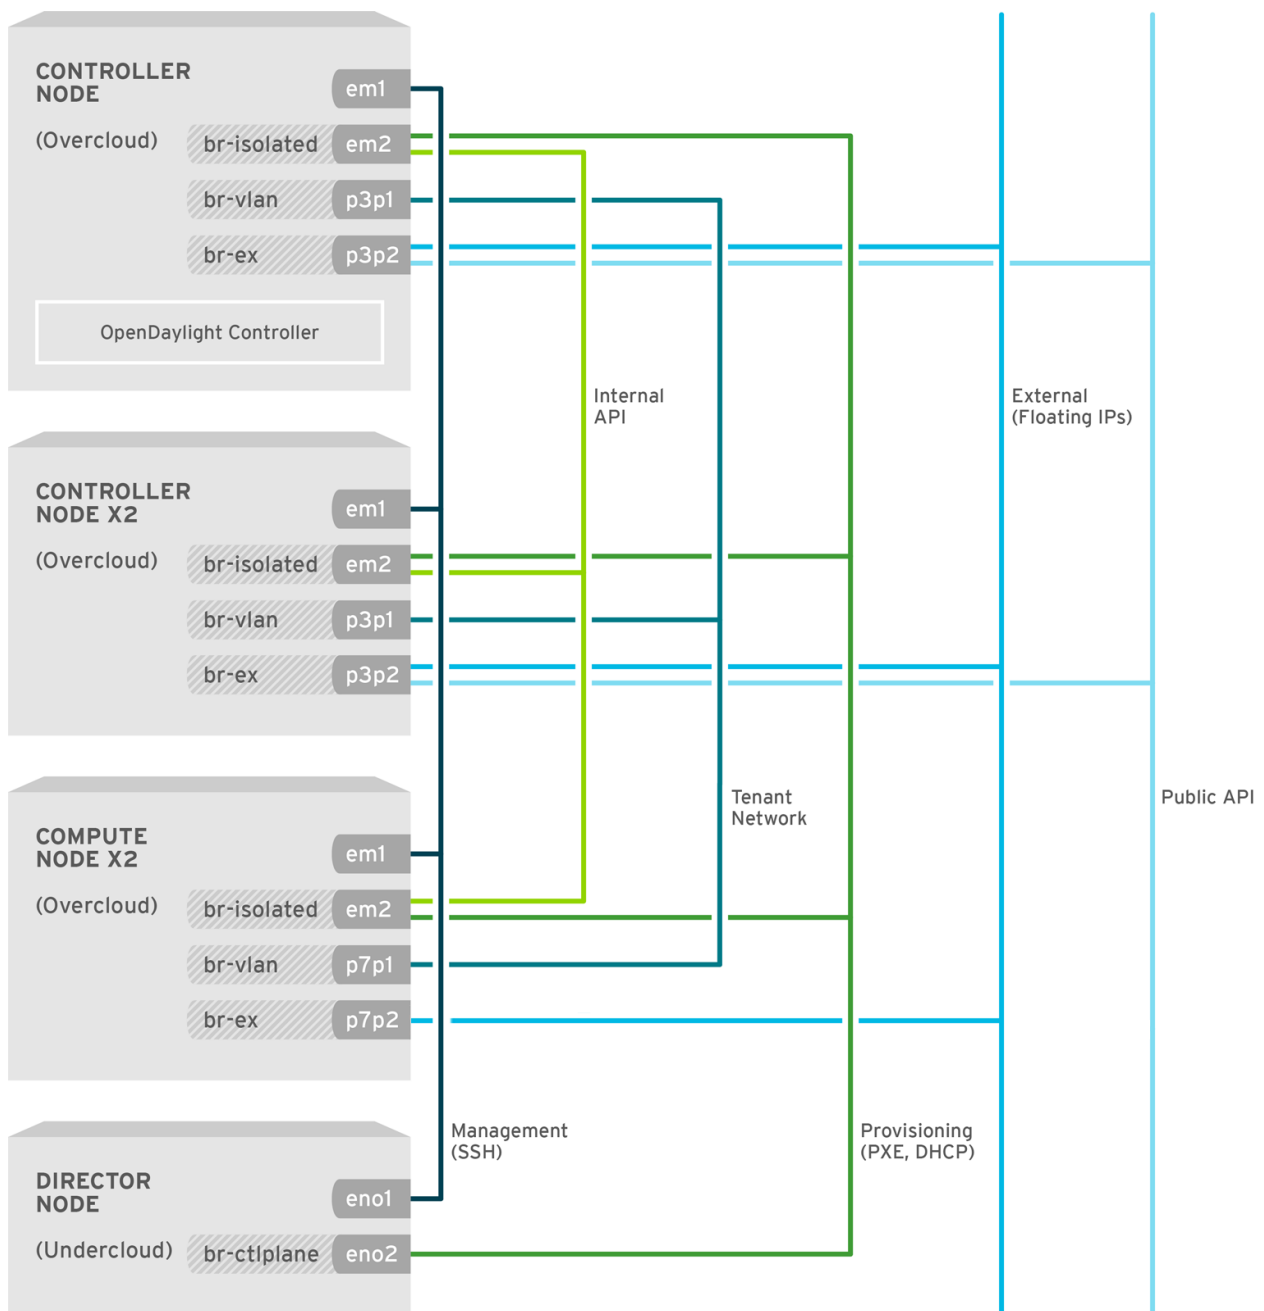 CONTROLLER
NODE
(Overcloud)
em1
br-isolated em2
br-vlan p3p1
br-ex p3p2
OpenDaylight Controller
Internal
API
External
(Floating IPs)
CONTROLLER
NODE X2
(Overcloud)
em1
br-isolated em2
br-vlan p3p1
br-ex p3p2
Tenant
Network
Public API
COMPUTE
NODE X2
(Overcloud)
em1
br-isolated em2
br-vlan p7p1
br-ex p7p2
Management
(SSH)
Provisioning
(PXE, DHCP)
DIRECTOR
NODE
(Undercloud)
eno1
br-ctlplane eno2